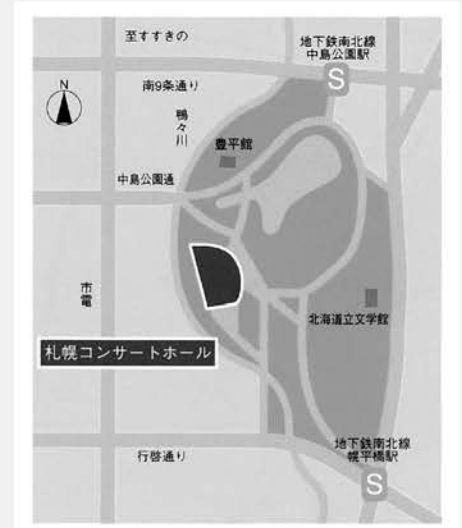 至すすきの
地下鉄南北線
中島公園駅
S
N
南9条通り
鴨々川
豊平館
中島公園通
市電
北海道立文学館
札幌コンサートホール
行啓通り
地下鉄南北線
幌平橋駅
S